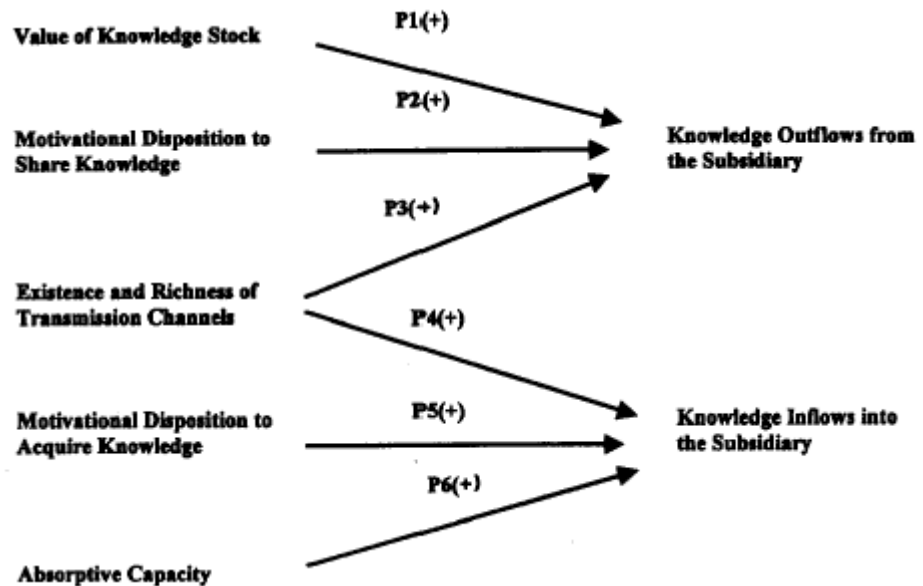 P1(+)
Value of Knowledge Stock
P2(+)
Motivational Disposition to
Share Knowledge
Knowledge Outflows from
the Subsidiary
P3(+)
Existence and Richness of
Transmission Channels
P4(+)
Motivational Disposition to
Acquire Knowledge
P5(+)
Knowledge Inflows into
the Subsidiary
P6(+)
Absorptive Capacity